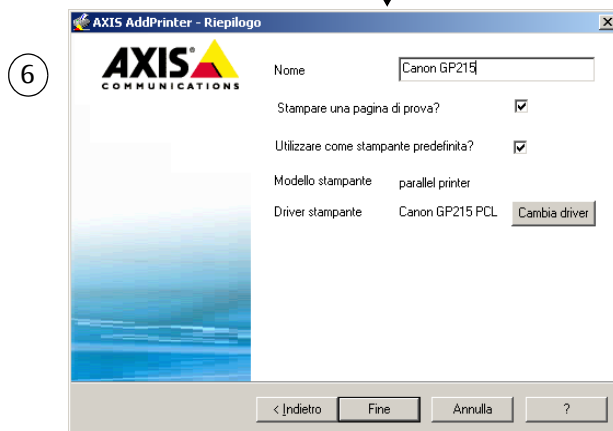 6
AXIS AddPrinter - Riepilogo
AXIS
COMMUNICATIONS
Nome Canon GP215
Stampare una pagina di prova?
Utilizzare come stampante predefinita?
Modello stampante parallel printer
Driver stampante Canon GP215 PCL Cambia driver
< Indietro Fine Annulla ?